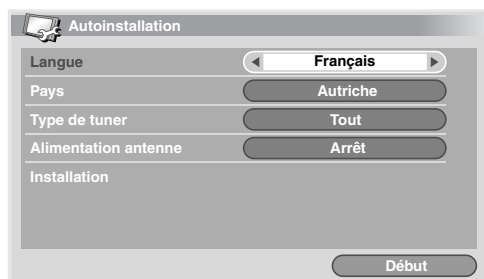 Autoinstallation
Langue Français
Pays Autriche
Type de tuner Tout
Alimentation antenne Arrêt
Installation
Début